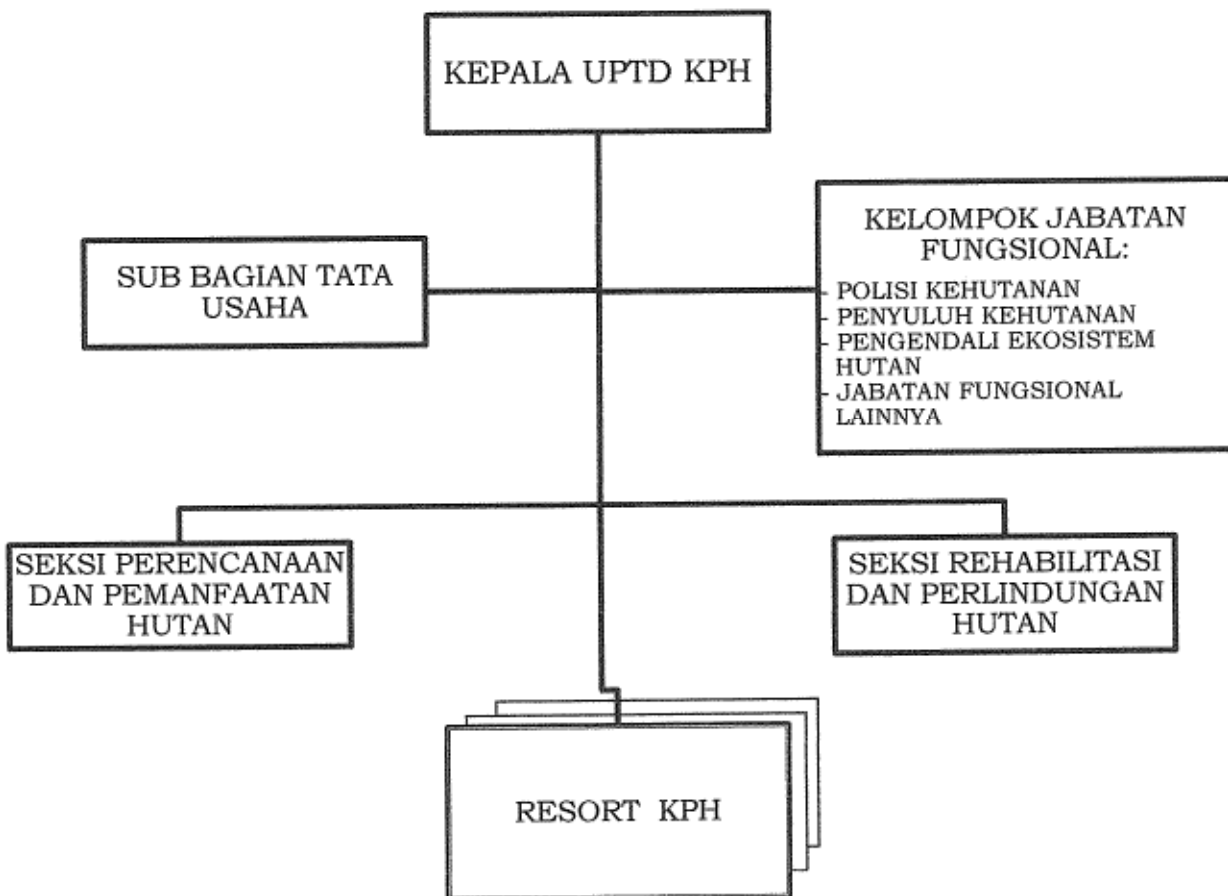 KEPALA UPTD KPH
SUB BAGIAN TATA
USAHA
KELOMPOK JABATAN
FUNGSIONAL:
- POLISI KEHUTANAN
- PENYULUH KEHUTANAN
- PENGENDALI EKOSISTEM
HUTAN
- JABATAN FUNGSIONAL
LAINNYA
SEKSI PERENCANAAN
DAN PEMANFAATAN
HUTAN
SEKSI REHABILITASI
DAN PERLINDUNGAN
HUTAN
RESORT KPH